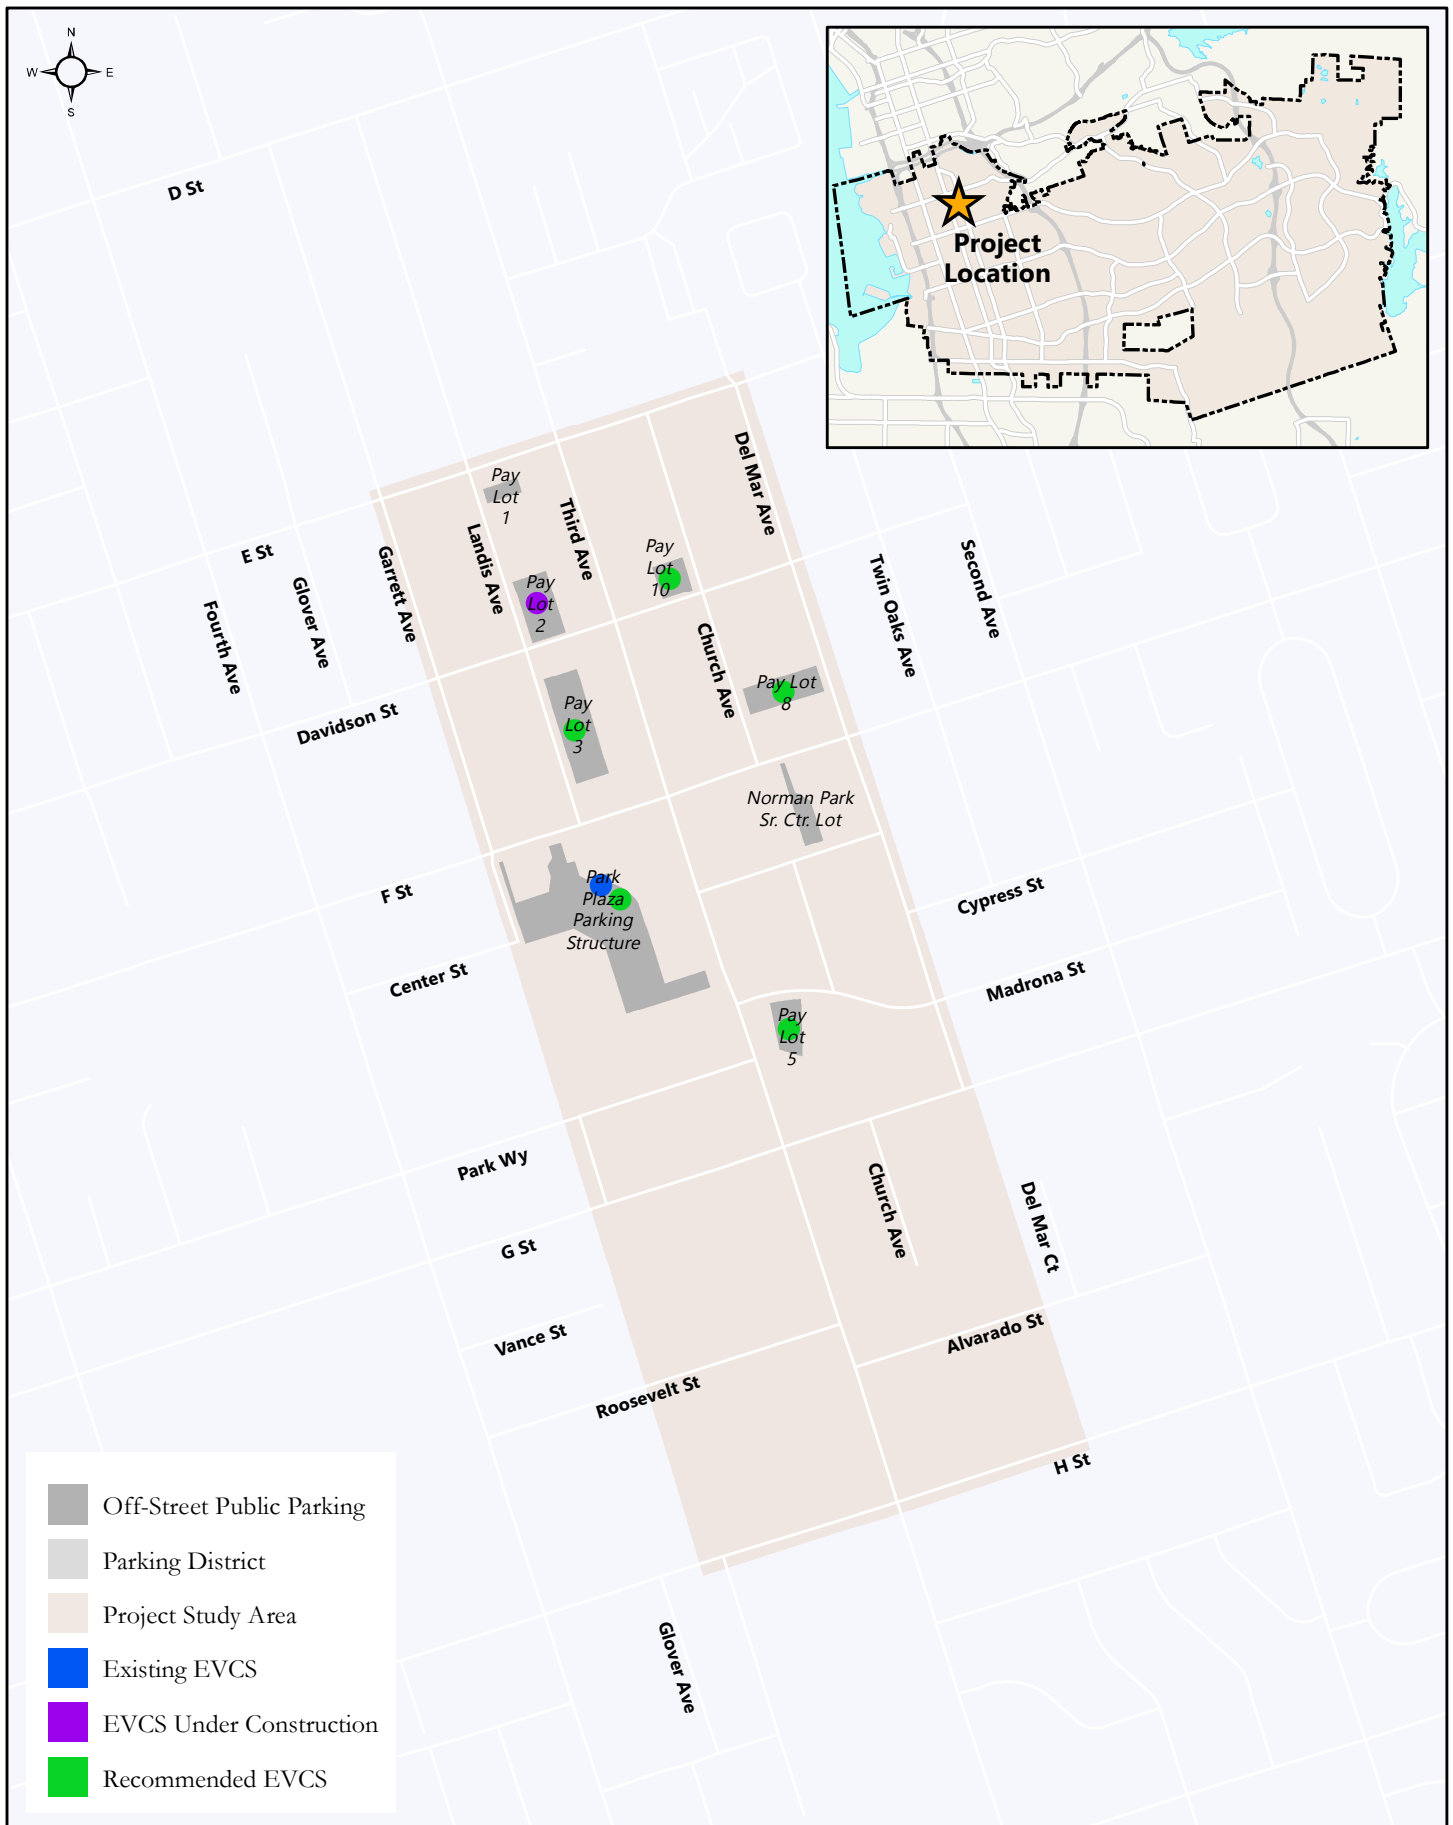 N
W
E
S
Project
Location
D St
Del Mar Ave
Pay
Lot
1
Third Ave
Landis Ave
E St
Garrett Ave
Glover Ave
Fourth Ave
Pay
Lot
10
Pay
Lot
2
Twin Oaks Ave
Second Ave
Church Ave
Pay Lot
8
Pay
Lot
3
Davidson St
Norman Park
Sr. Ctr. Lot
F St
Park
Plaza
Parking
Structure
Cypress St
Center St
Madrona St
Pay
Lot
5
Park Wy
Church Ave
Del Mar Ct
G St
Vance St
Alvarado St
Roosevelt St
H St
Glover Ave
Off-Street Public Parking
Parking District
Project Study Area
Existing EVCS
EVCS Under Construction
Recommended EVCS